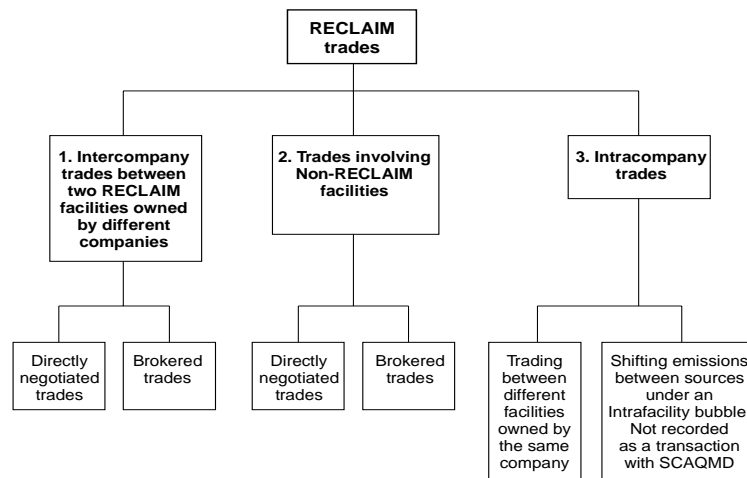 RECLAIM
trades
1. Intercompany
trades between
two RECLAIM
facilities owned
by different
companies
2. Trades involving
Non-RECLAIM
facilities
3. Intracompany
trades
Directly
negotiated
trades
Brokered
trades
Directly
negotiated
trades
Brokered
trades
Trading
between
different
facilities
owned by
the same
company
Shifting emissions
between sources
under an
Intrafacility bubble
Not recorded
as a transaction
with SCAQMD